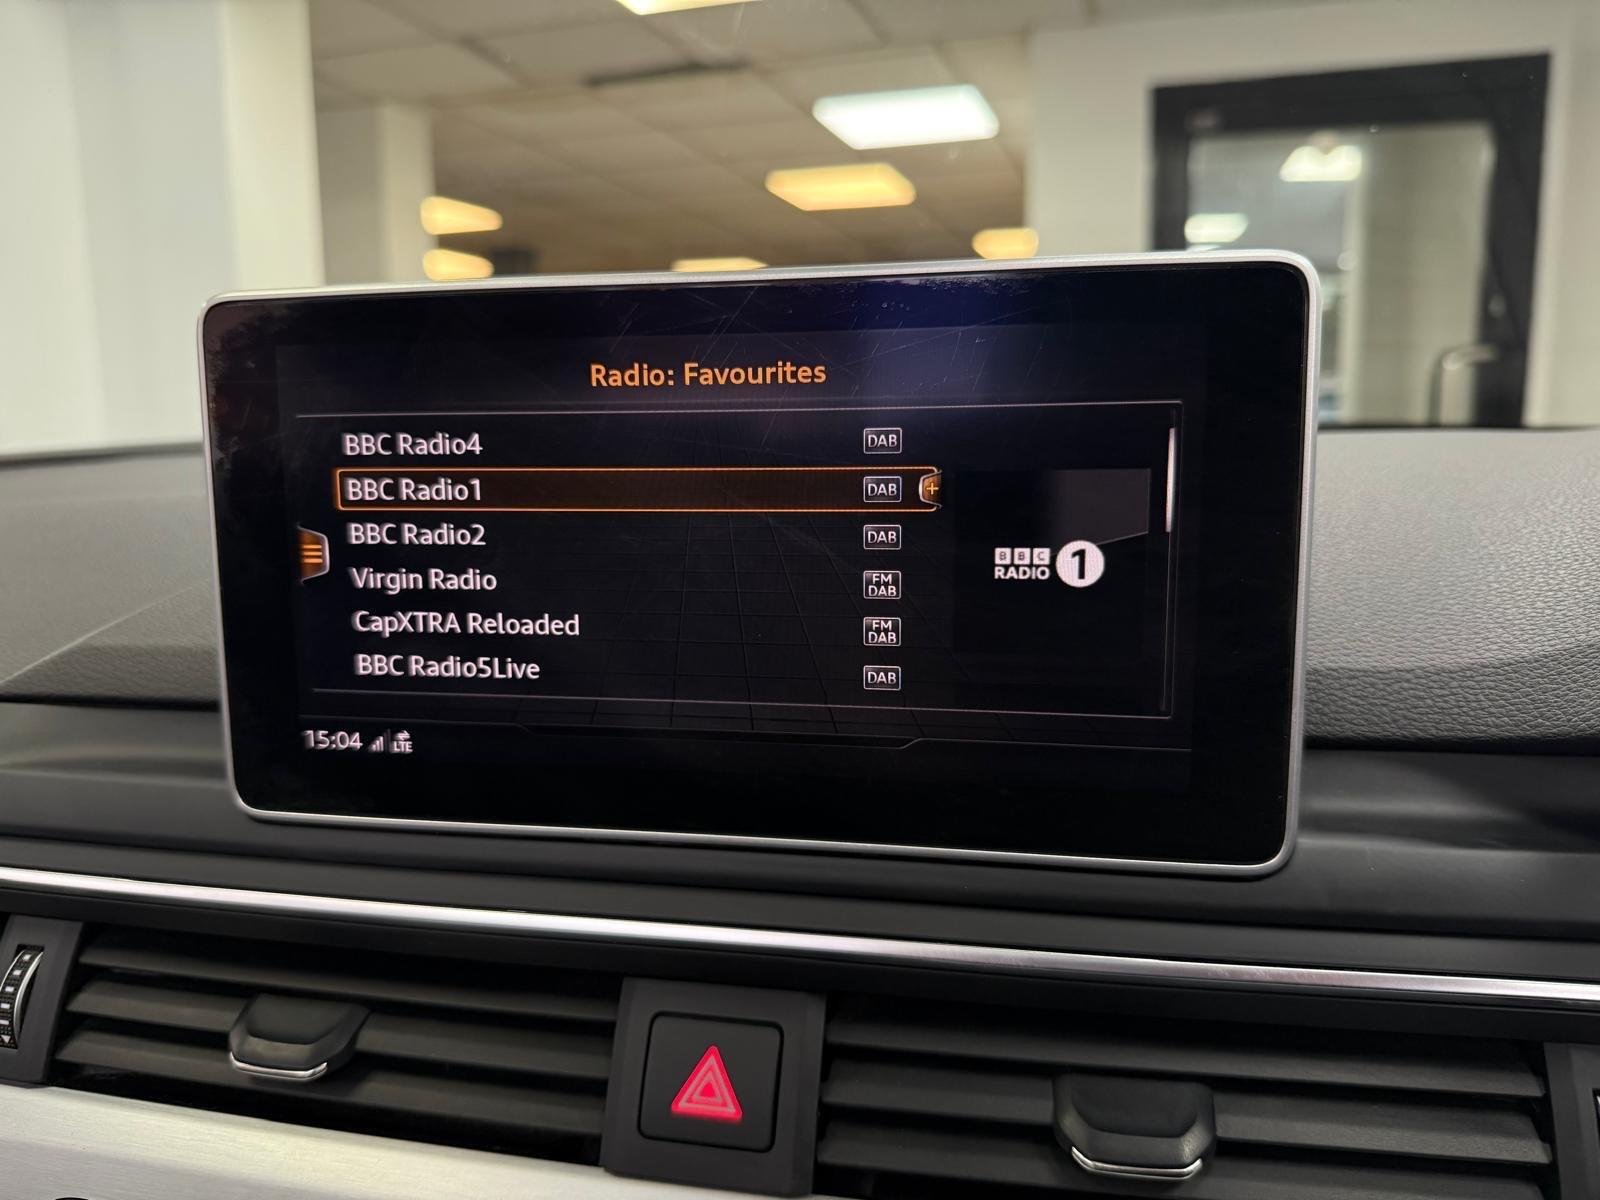 Radio: Favourites
BBC Radio4 DAB
BBC Radio1 DAB +
BBC Radio2 DAB
Virgin Radio FM DAB
CapXTRA Reloaded FM DAB
BBC Radio5Live DAB
BBC
RADIO 1
15:04 LTE